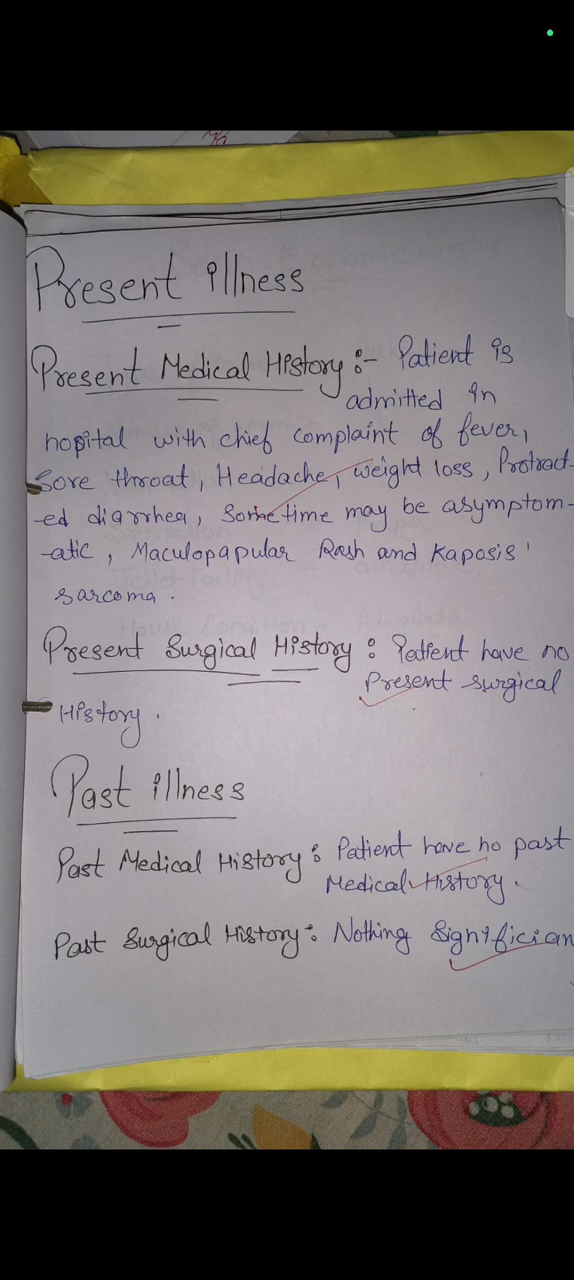 Present illness
Present Medical History :- Patient is
admitted in
hopital with chief complaint of fever,
Sore throat, Headache, weight loss, Protract-
-ed diarrhea, Sometime may be asymptom-
-atic, Maculopapular Rash and Kaposis'
sarcoma.
Present Surgical History : Patient have no
Present surgical
History.
Past illness
Past Medical History : Patient have no past
Medical History.
Past Surgical History :- Nothing Significian